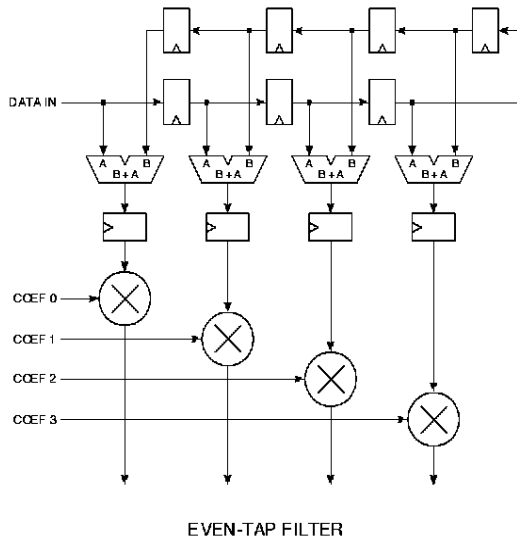 DATA IN
A B A B A B A B
B+A B+A B+A B+A
COEF 0
COEF 1
COEF 2
COEF 3
EVEN-TAP FILTER